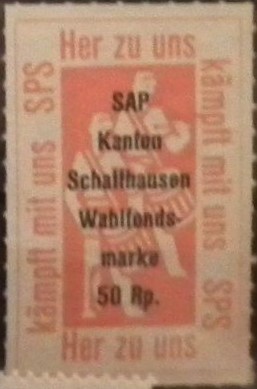 Her zu uns
kämpft mit uns SPS
SAP
Kanton
Schaffhausen
Wahlfonds-
marke
50 Rp.
kämpft mit uns SPS
Her zu uns